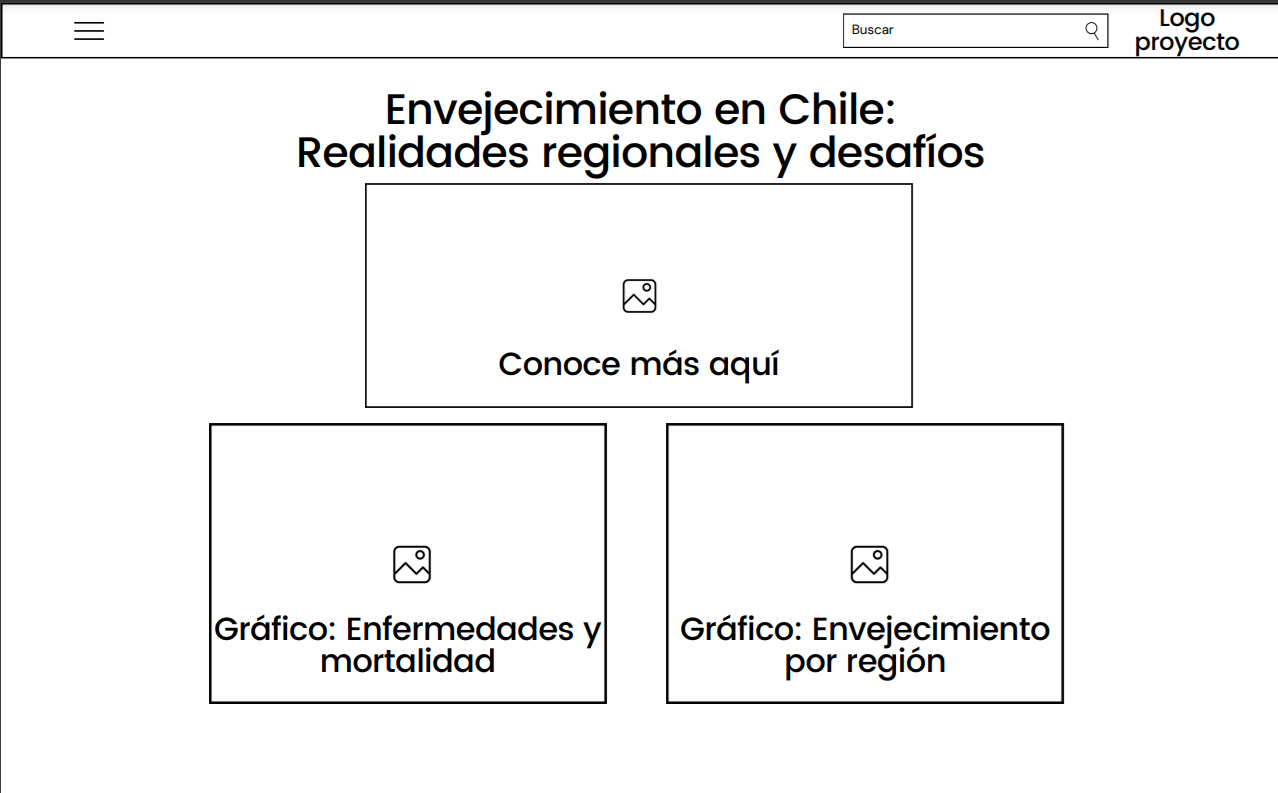 Buscar
Logo
proyecto
Envejecimiento en Chile:
Realidades regionales y desafíos
Conoce más aquí
Gráfico: Enfermedades y
mortalidad
Gráfico: Envejecimiento
por región